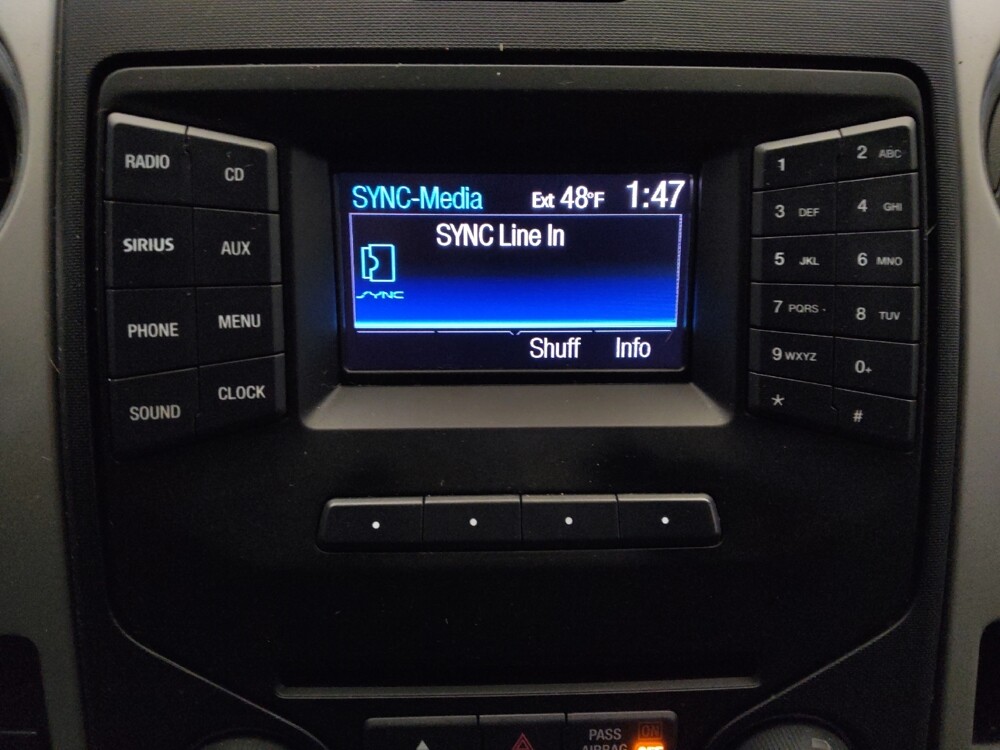 RADIO CD
SIRIUS AUX
PHONE MENU
SOUND CLOCK
SYNC-Media Ext 48°F 1:47
SYNC Line In
SYNC
Shuff Info
1 2 ABC
3 DEF 4 GHI
5 JKL 6 MNO
7 PQRS 8 TUV
9 WXYZ 0+
* #
PASS ON
AIRBAG OFF